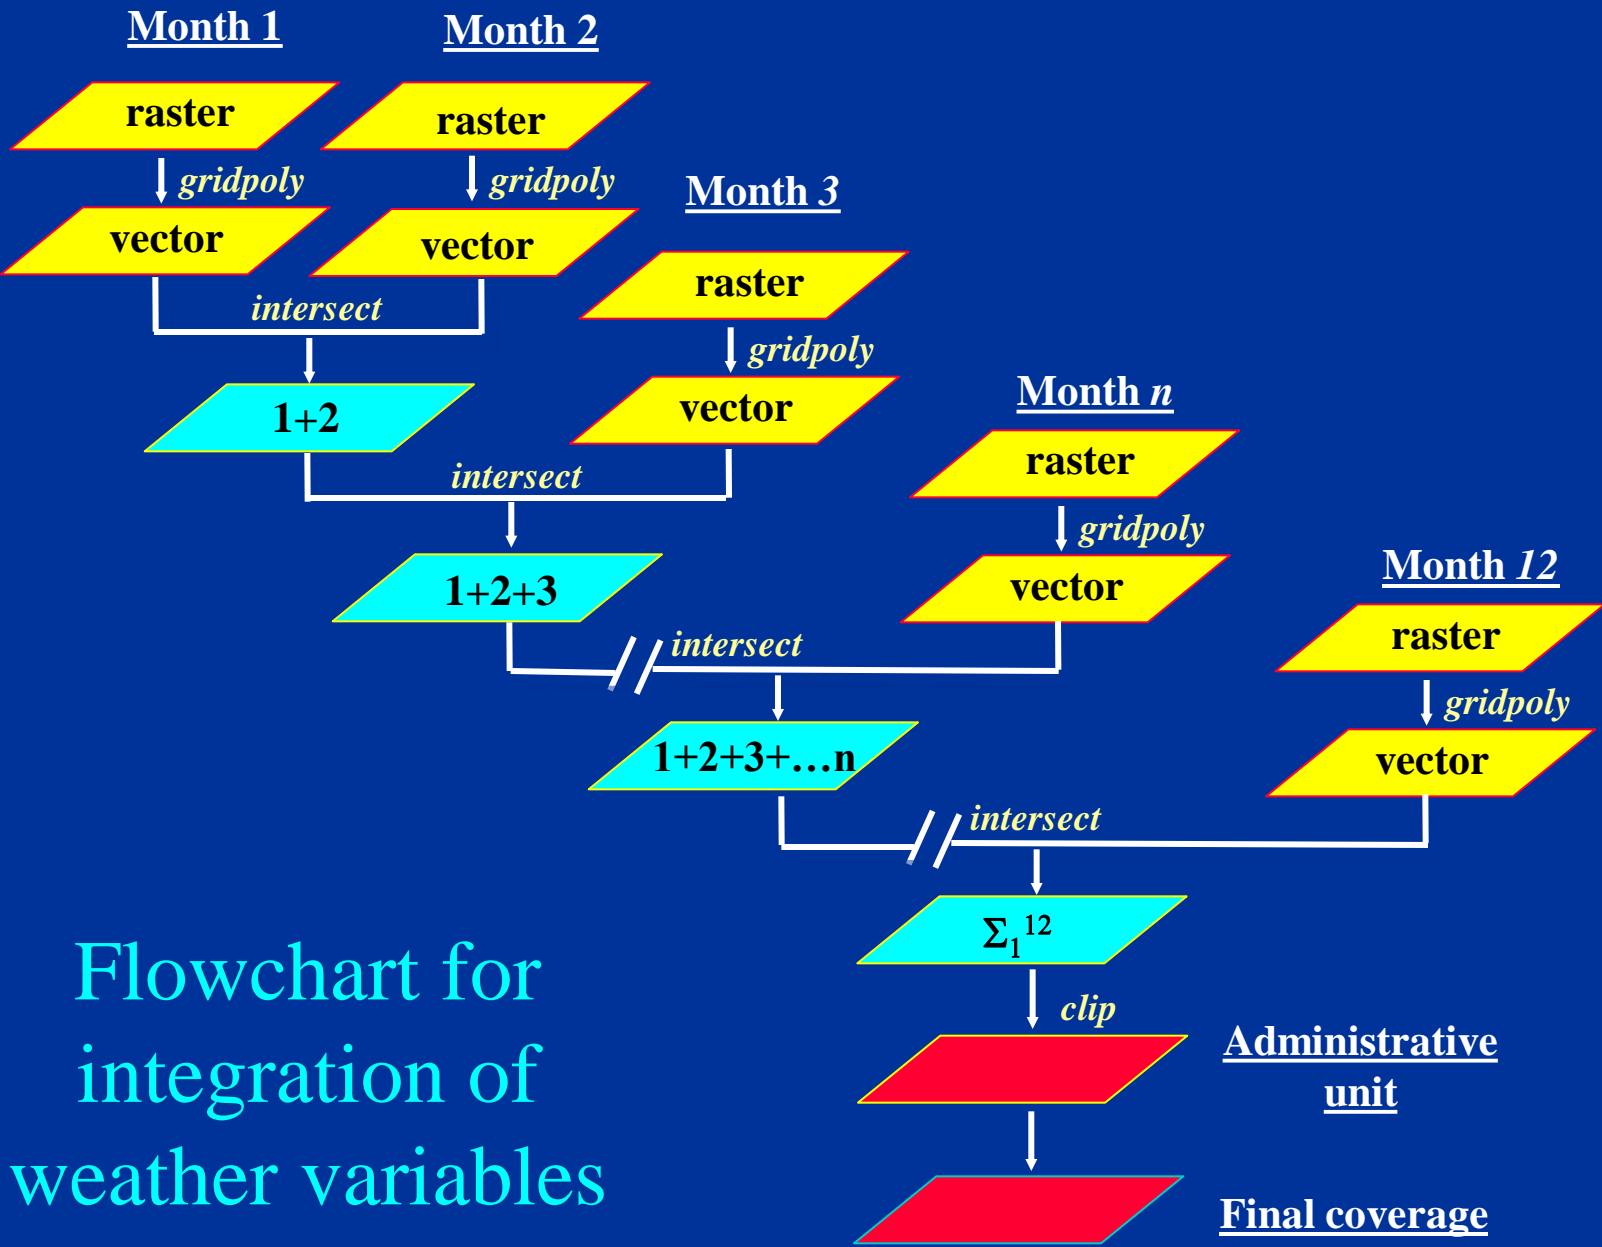 Month 1
Month 2
raster
raster
gridpoly
gridpoly
Month 3
vector
vector
raster
intersect
gridpoly
Month n
1+2
vector
raster
intersect
gridpoly
Month 12
1+2+3
vector
raster
intersect
gridpoly
1+2+3+…n
vector
intersect
Σ₁¹²
clip
Administrative
unit
Final coverage
Flowchart for
integration of
weather variables